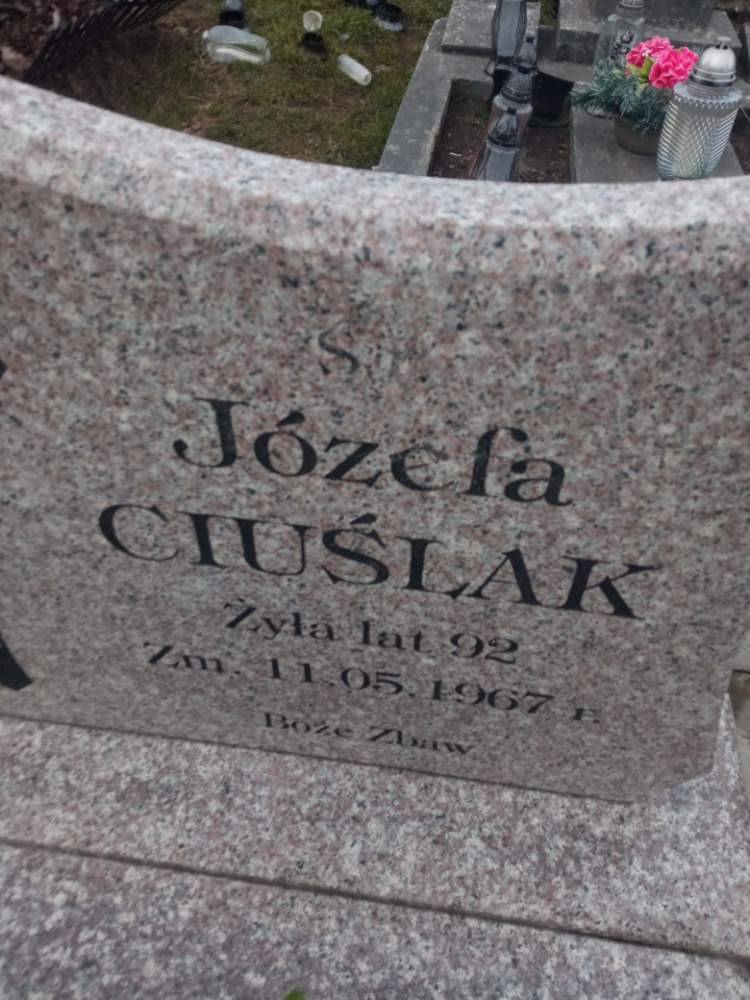 Józefa
CIUŚLAK
Żyła lat 92
Zm. 11.05.1967 r.
Boże Zbaw